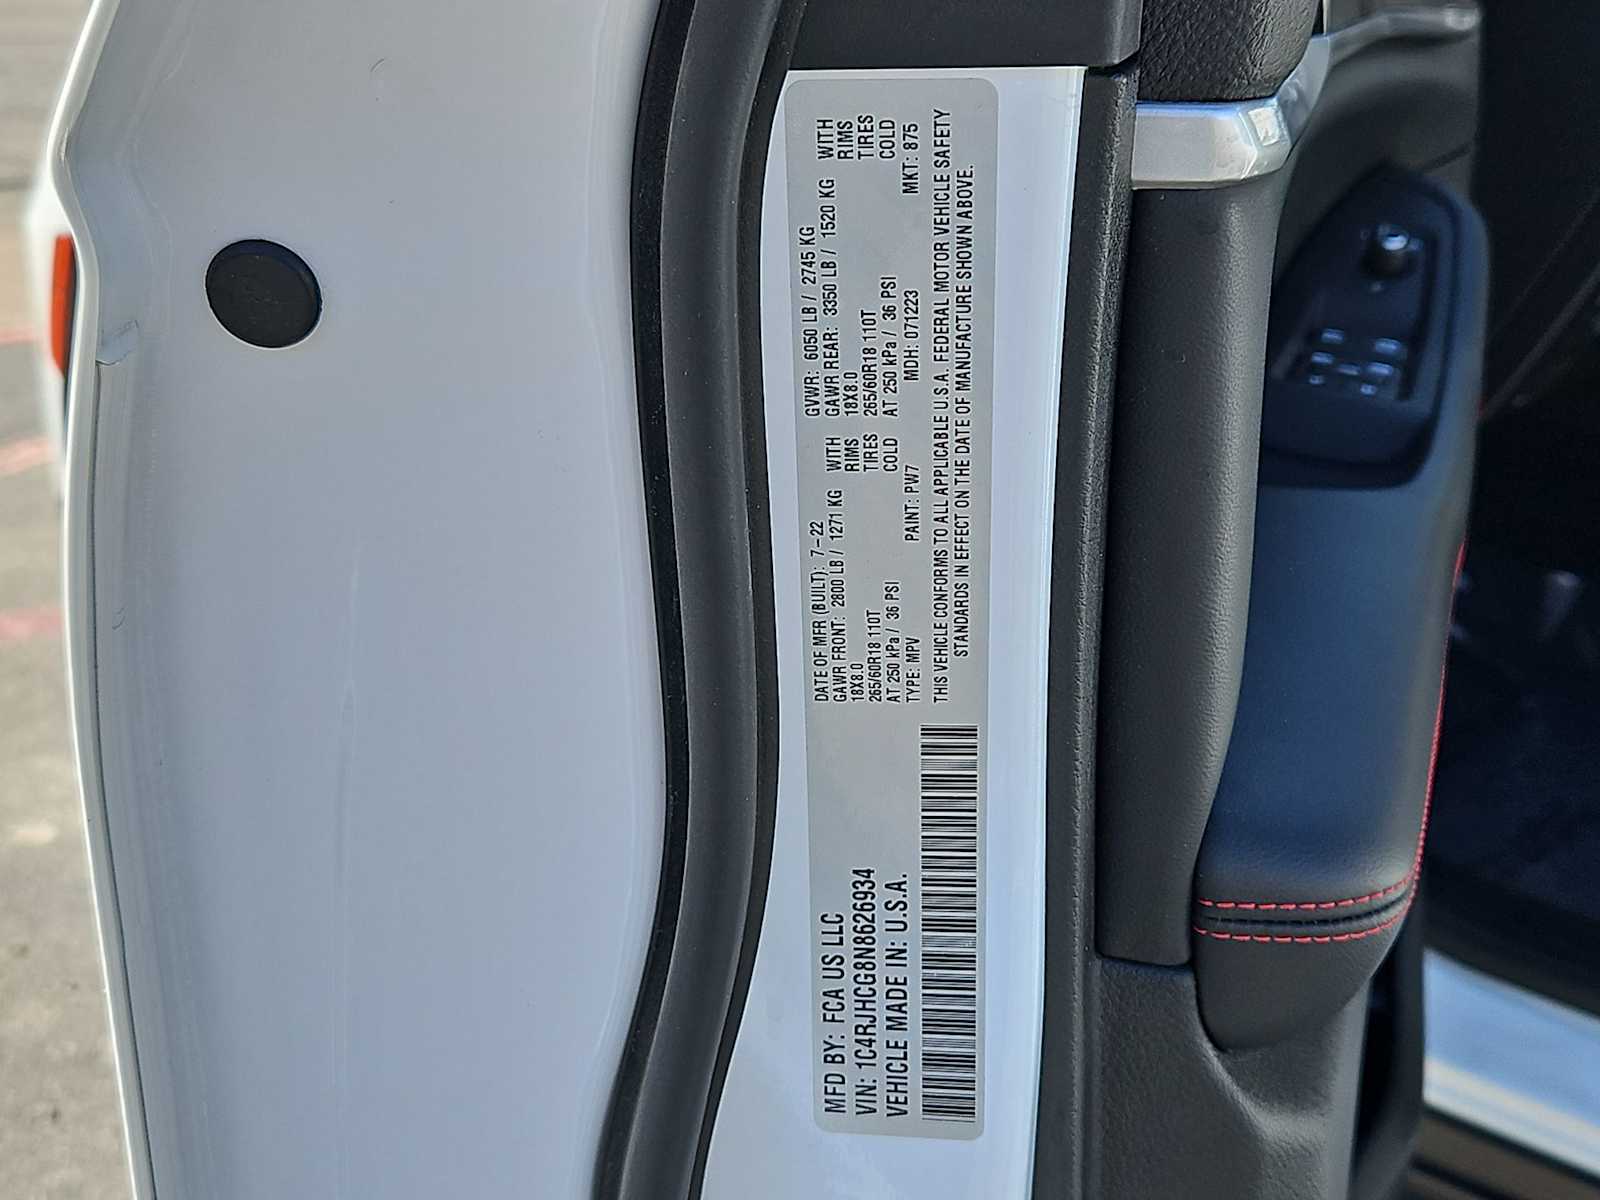 MFD BY: FCA US LLC
VIN: 1C4RJHCG8N8626934
VEHICLE MADE IN: U.S.A.
DATE OF MFR (BUILT): 7-22 GVWR: 6050 LB / 2745 KG
GAWR FRONT: 2800 LB / 1271 KG WITH GAWR REAR: 3350 LB / 1520 KG WITH
18X8.0 RIMS 18X8.0 RIMS
265/60R18 110T TIRES 265/60R18 110T TIRES
AT 250 kPa / 36 PSI COLD AT 250 kPa / 36 PSI COLD
TYPE: MPV PAINT: PW7 MDH: 071223 MKT: 875
THIS VEHICLE CONFORMS TO ALL APPLICABLE U.S.A. FEDERAL MOTOR VEHICLE SAFETY
STANDARDS IN EFFECT ON THE DATE OF MANUFACTURE SHOWN ABOVE.